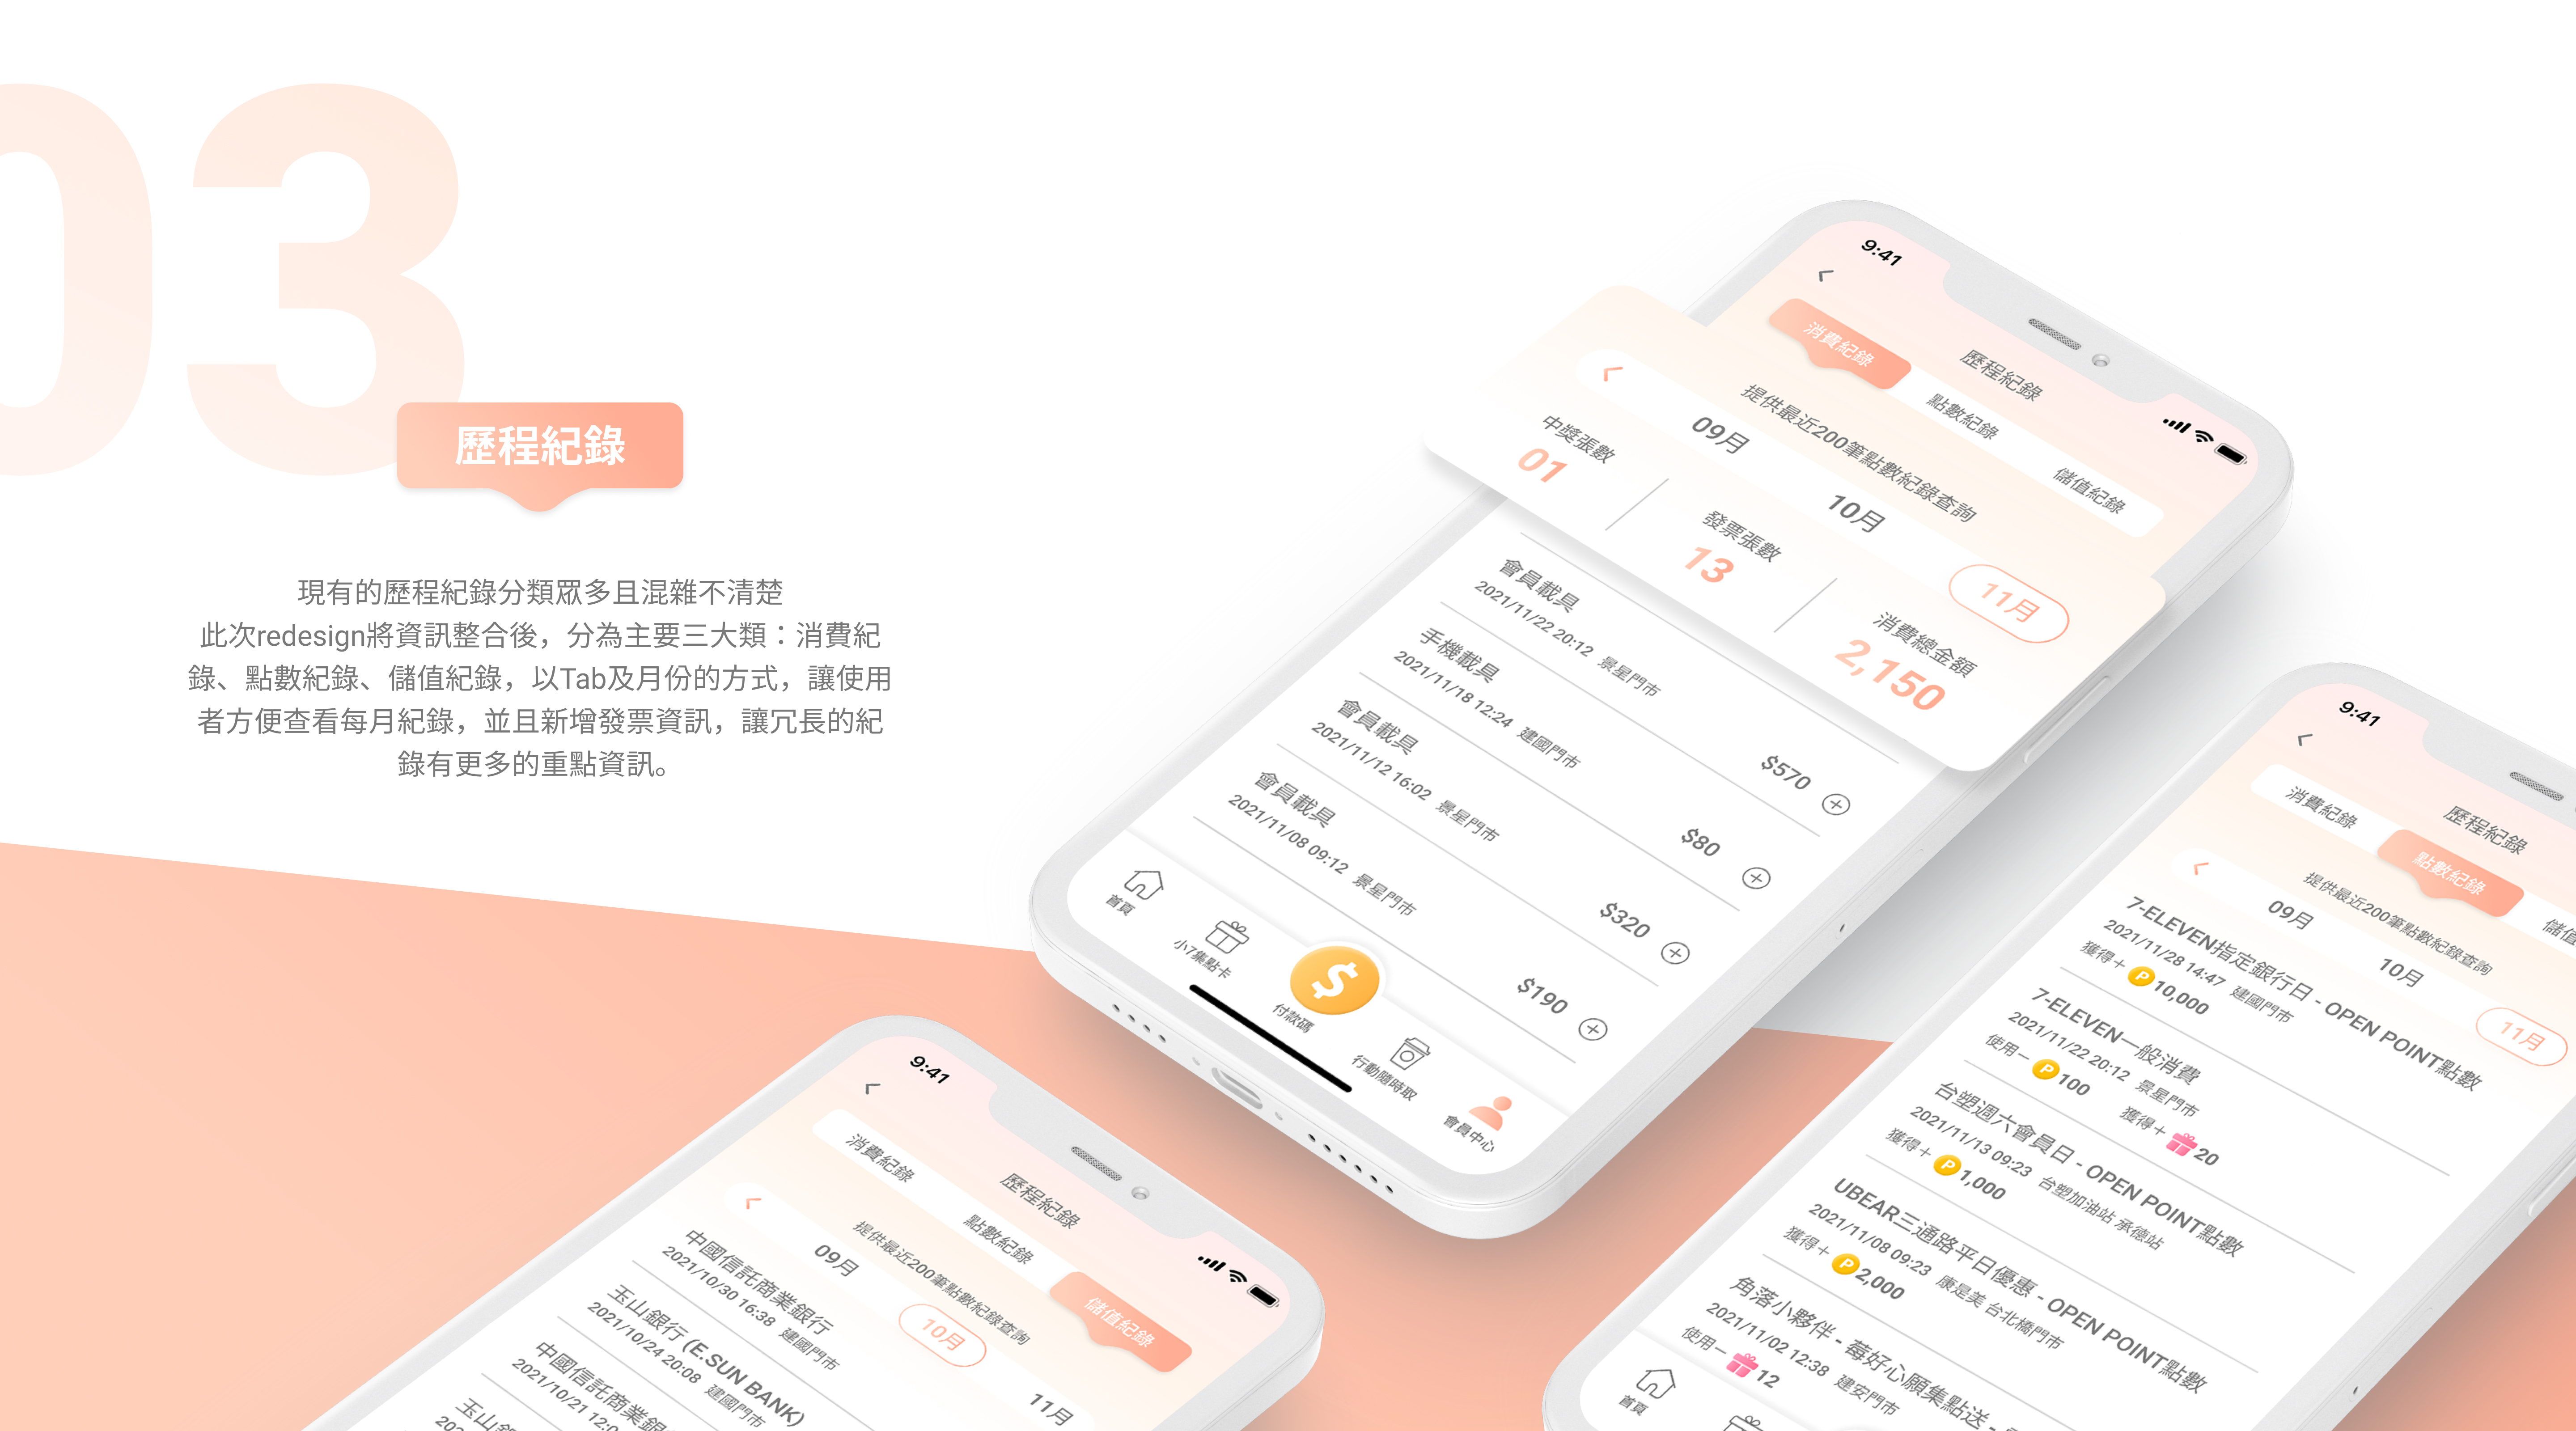 03
歷程紀錄
現有的歷程紀錄分類眾多且混雜不清楚
此次redesign將資訊整合後，分為主要三大類：消費紀
錄、點數紀錄、儲值紀錄，以Tab及月份的方式，讓使用
者方便查看每月紀錄，並且新增發票資訊，讓冗長的紀
錄有更多的重點資訊。
9:41
歷程紀錄
消費紀錄
點數紀錄
儲值紀錄
提供最近200筆點數紀錄查詢
09月
10月
11月
中獎張數
01
發票張數
13
消費總金額
2,150
會員載具
2021/11/22 20:12 景星門市
$570
手機載具
2021/11/18 12:24 建國門市
$80
會員載具
2021/11/12 16:02 景星門市
$320
會員載具
2021/11/08 09:12 景星門市
$190
首頁
小7集點卡
$
付款碼
行動隨時取
會員中心
9:41
歷程紀錄
消費紀錄
點數紀錄
儲值紀錄
提供最近200筆點數紀錄查詢
09月
10月
11月
中國信託商業銀行
2021/10/30 16:38 建國門市
玉山銀行 (E.SUN BANK)
2021/10/24 20:08 建國門市
中國信託商業銀
2021/10/21 12:0
玉山
9:41
歷程紀錄
消費紀錄
點數紀錄
儲值
提供最近200筆點數紀錄查詢
09月
10月
11月
7-ELEVEN指定銀行日 - OPEN POINT點數
2021/11/28 14:47 建國門市
獲得＋ P 10,000
7-ELEVEN一般消費
2021/11/22 20:12 景星門市
使用－ P 100 獲得＋ 20
台塑週六會員日 - OPEN POINT點數
2021/11/13 09:23 台塑加油站 承德站
獲得＋ P 1,000
UBEAR三通路平日優惠 - OPEN POINT點數
2021/11/08 09:23 康是美 台北橋門市
獲得＋ P 2,000
角落小夥伴 - 莓好心願集點送 -
2021/11/02 12:38 建安門市
使用－ 12
首頁